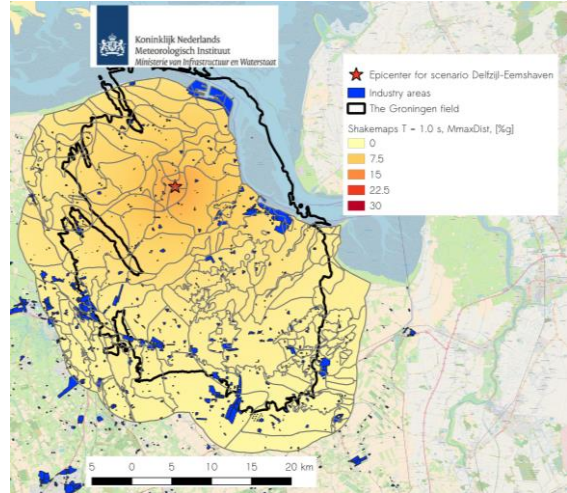 Koninklijk Nederlands
Meteorologisch Instituut
Ministerie van Infrastructuur en Waterstaat
Epicenter for scenario Delfzijl-Eemshaven
Industry areas
The Groningen field
Shakemaps T = 1.0 s, MmaxDist, [%g]
0
7.5
15
22.5
30
5 0 5 10 15 20 km